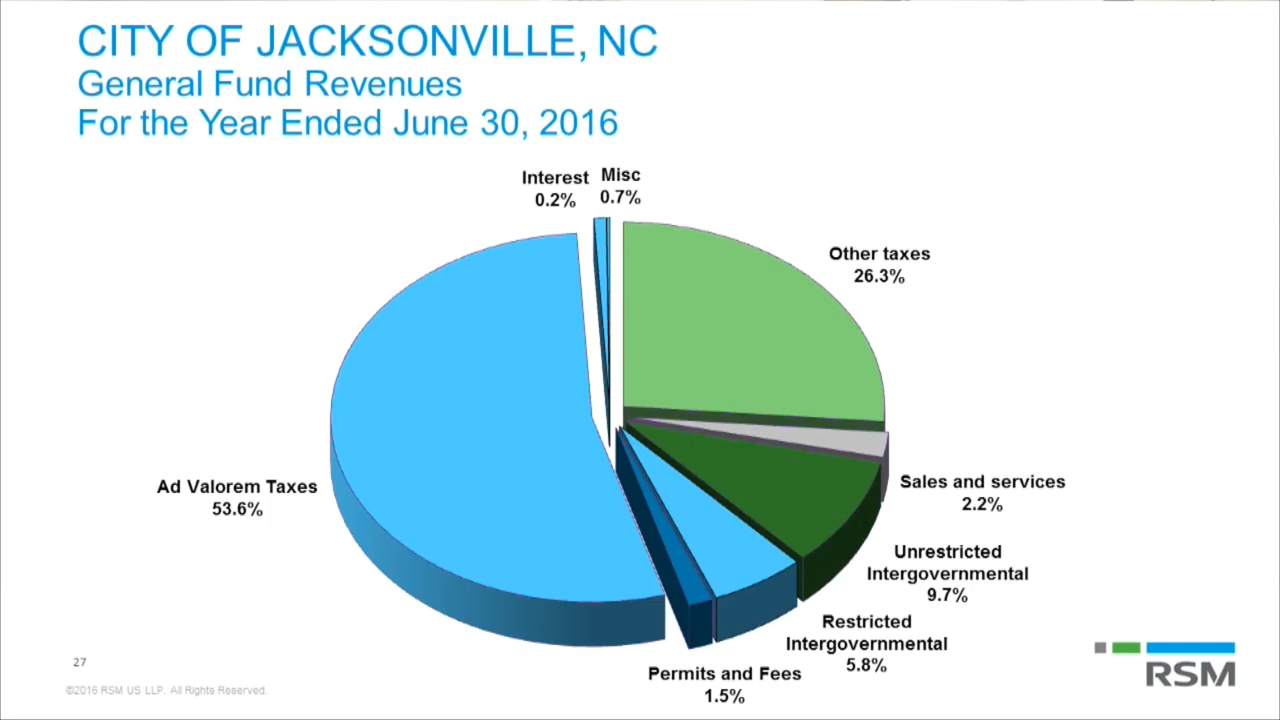 CITY OF JACKSONVILLE, NC
General Fund Revenues
For the Year Ended June 30, 2016
Interest
0.2%
Misc
0.7%
Other taxes
26.3%
Ad Valorem Taxes
53.6%
Sales and services
2.2%
Unrestricted
Intergovernmental
9.7%
Restricted
Intergovernmental
5.8%
Permits and Fees
1.5%
27
©2016 RSM US LLP. All Rights Reserved.
RSM